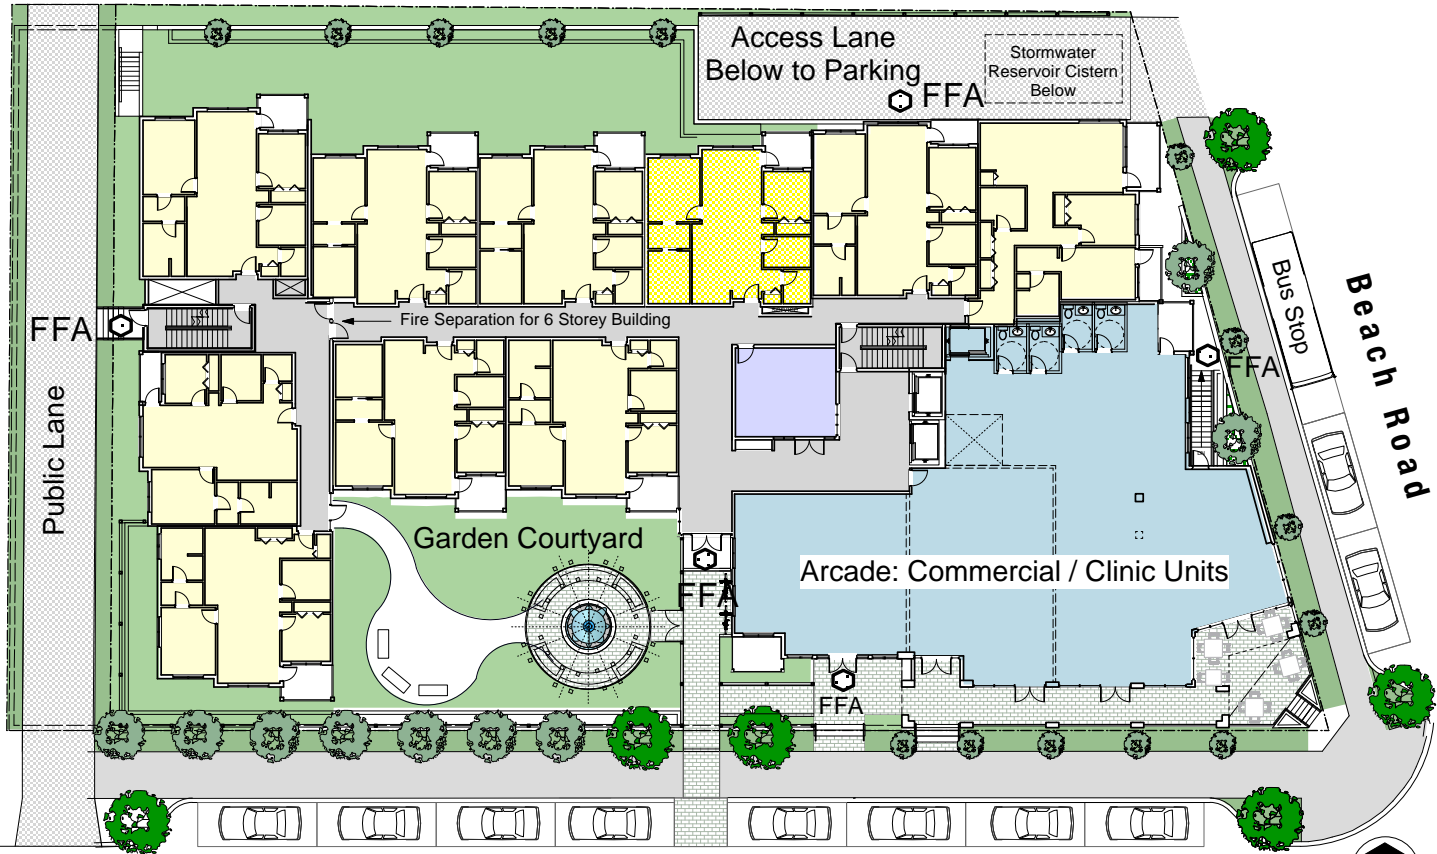 Access Lane
Below to Parking
Stormwater
Reservoir Cistern
Below
FFA
Fire Separation for 6 Storey Building
FFA
Bus Stop
Beach Road
FFA
Public Lane
Garden Courtyard
Arcade: Commercial / Clinic Units
FFA
FFA